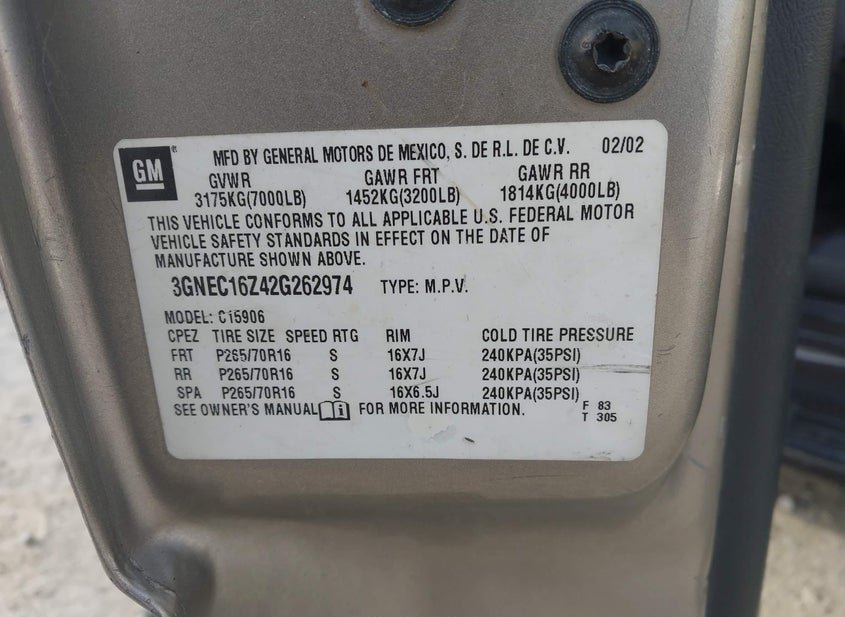 GM
MFD BY GENERAL MOTORS DE MEXICO, S. DE R.L. DE C.V. 02/02
GVWR GAWR FRT GAWR RR
3175KG(7000LB) 1452KG(3200LB) 1814KG(4000LB)
THIS VEHICLE CONFORMS TO ALL APPLICABLE U.S. FEDERAL MOTOR
VEHICLE SAFETY STANDARDS IN EFFECT ON THE DATE OF
MANUFACTURE SHOWN ABOVE.
3GNEC16Z42G262974 TYPE: M.P.V.
MODEL: C15906
CPEZ TIRE SIZE SPEED RTG RIM COLD TIRE PRESSURE
FRT P265/70R16 S 16X7J 240KPA(35PSI)
RR P265/70R16 S 16X7J 240KPA(35PSI)
SPA P265/70R16 S 16X6.5J 240KPA(35PSI)
SEE OWNER'S MANUAL i FOR MORE INFORMATION. F 83
T 305